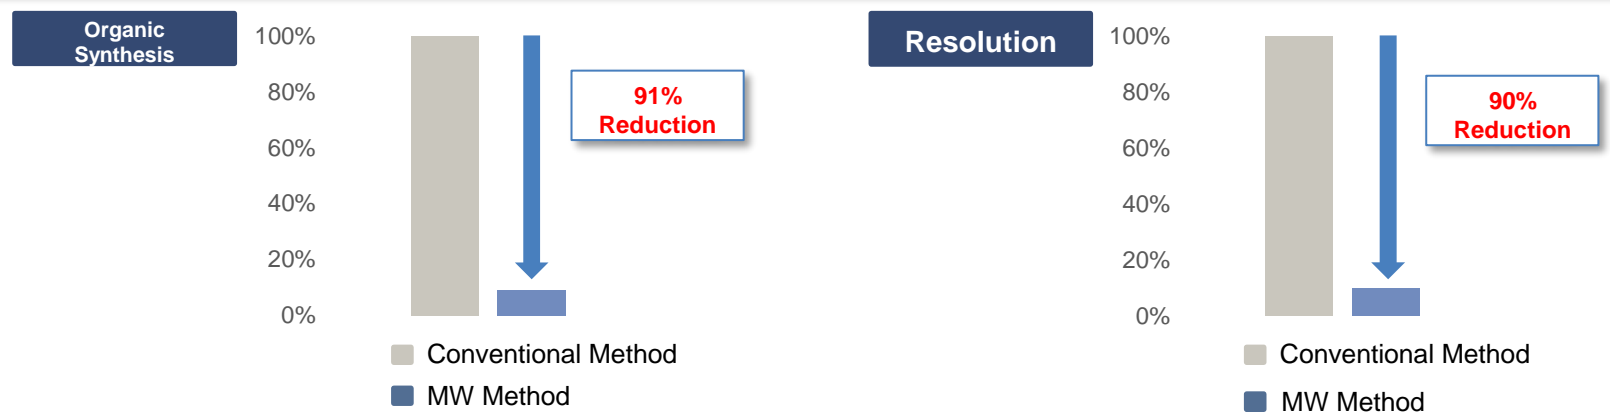 Organic
Synthesis
100%
80%
60%
40%
20%
0%
91%
Reduction
Conventional Method
MW Method
Resolution
100%
80%
60%
40%
20%
0%
90%
Reduction
Conventional Method
MW Method